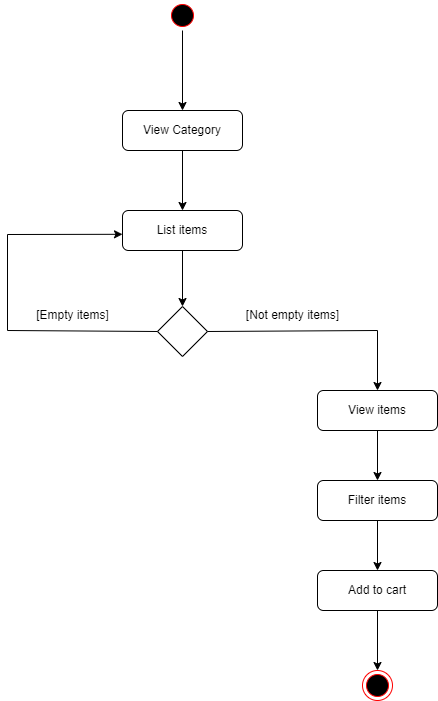 View Category
List items
[Empty items]
[Not empty items]
View items
Filter items
Add to cart